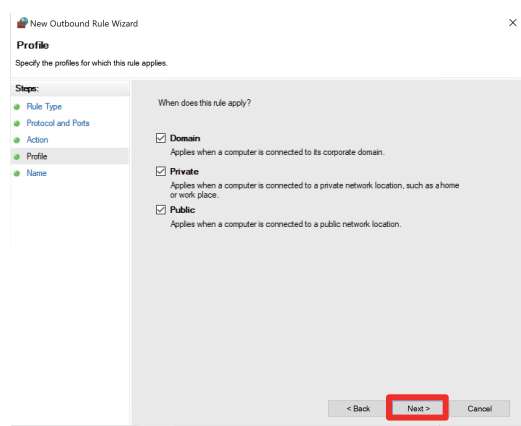 New Outbound Rule Wizard
Profile
Specify the profiles for which this rule applies.
Steps:
Rule Type
Protocol and Ports
Action
Profile
Name
When does this rule apply?
Domain
Applies when a computer is connected to its corporate domain.
Private
Applies when a computer is connected to a private network location, such as a home
or work place.
Public
Applies when a computer is connected to a public network location.
< Back
Next >
Cancel